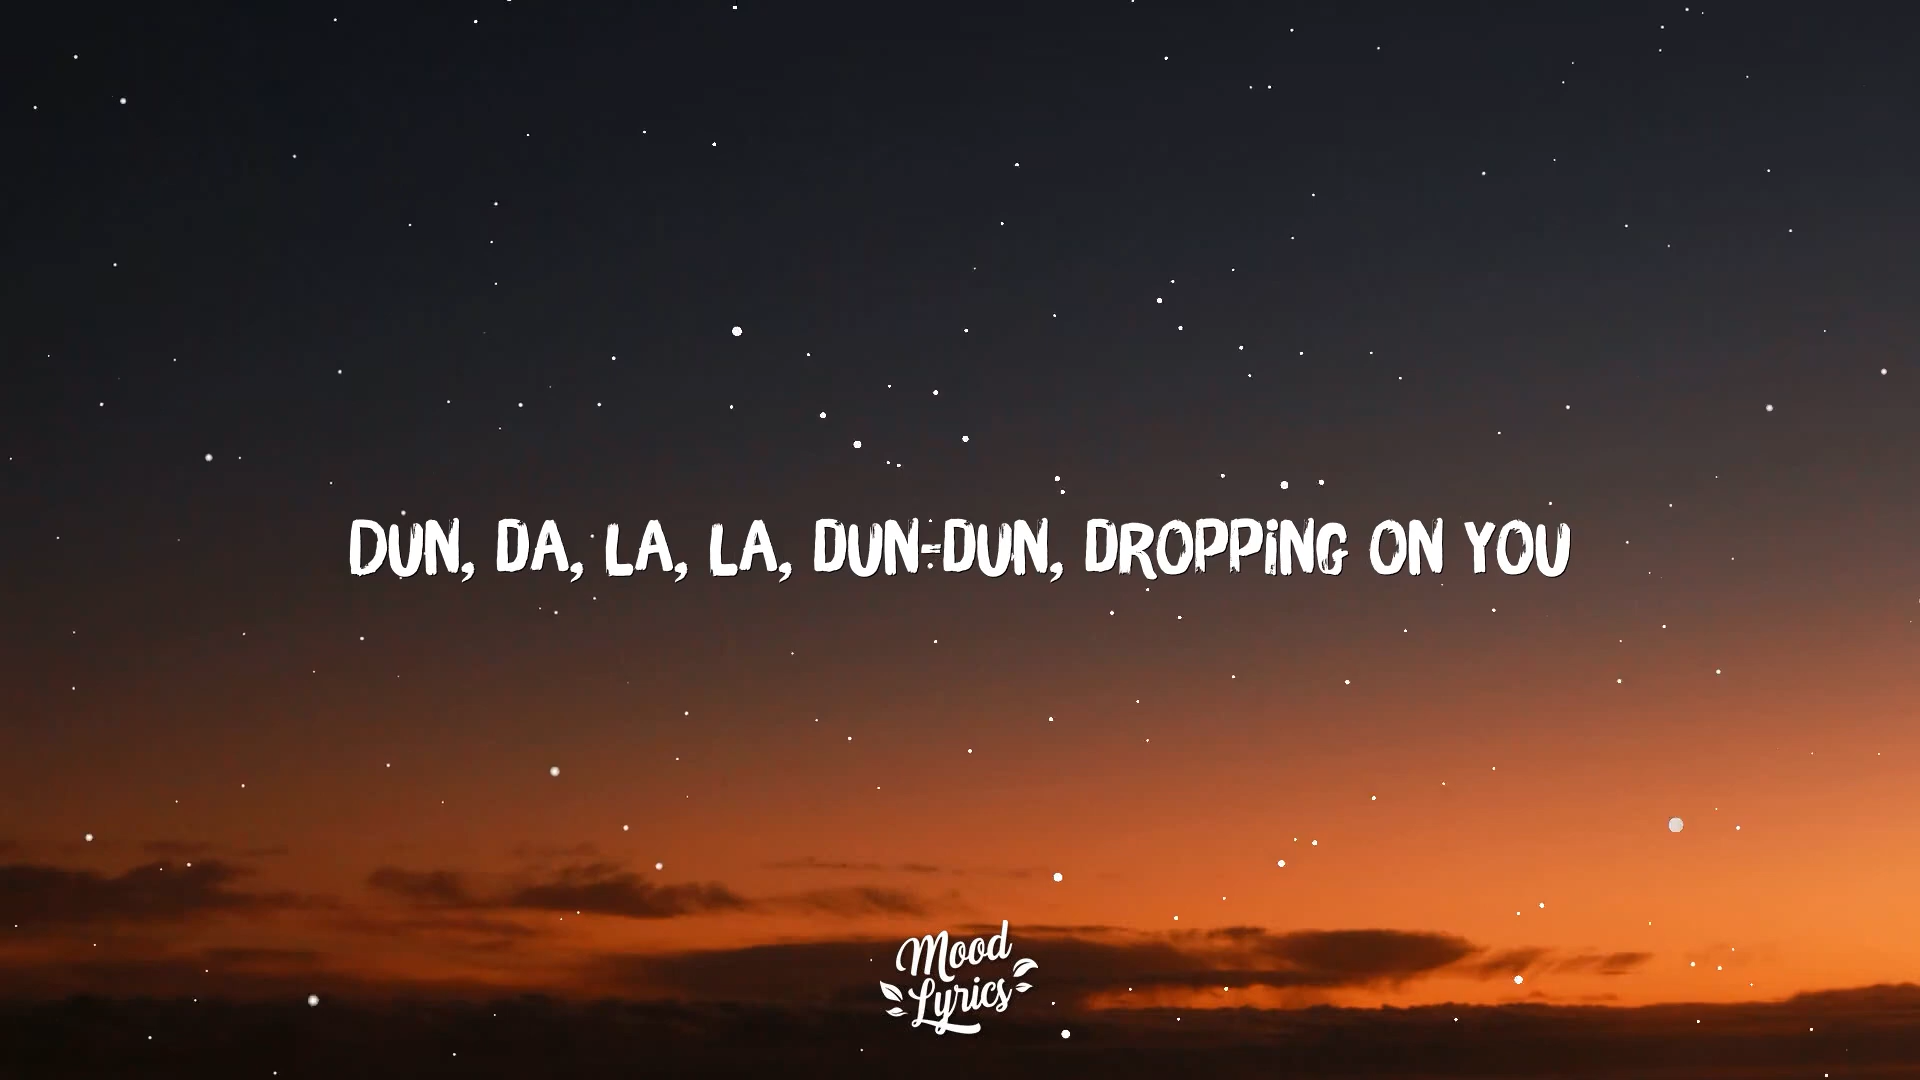 DUN, DA, LA, LA, DUN-DUN, DROPPiNG ON YOU
Mood
Lyrics